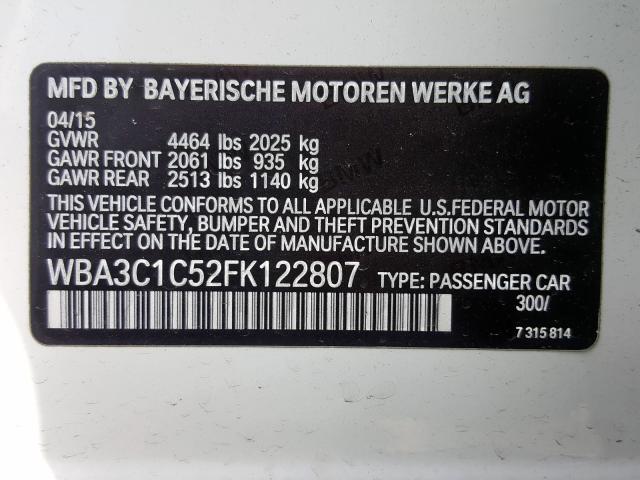 MFD BY BAYERISCHE MOTOREN WERKE AG
04/15
GVWR 4464 lbs 2025 kg
GAWR FRONT 2061 lbs 935 kg
GAWR REAR 2513 lbs 1140 kg
THIS VEHICLE CONFORMS TO ALL APPLICABLE U.S.FEDERAL MOTOR
VEHICLE SAFETY, BUMPER AND THEFT PREVENTION STANDARDS
IN EFFECT ON THE DATE OF MANUFACTURE SHOWN ABOVE.
WBA3C1C52FK122807 TYPE: PASSENGER CAR
300/
7 315 814